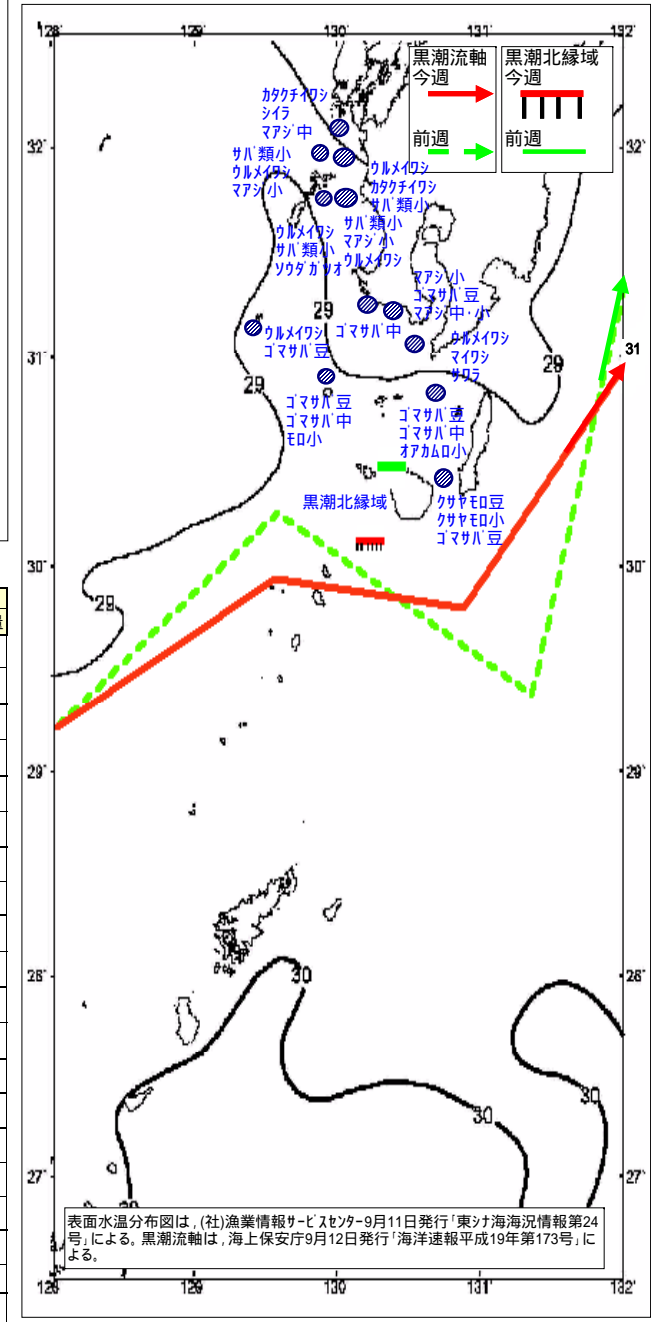 128°
129
130
131
132°
黒潮流軸
今週
前週
黒潮北縁域
今週
前週
32°
32°
カタクチイワシ
シイラ
マアジ中
サバ類小
ウルメイワシ
マアジ小
ウルメイワシ
カタクチイワシ
サバ類小
サバ類小
マアジ小
ウルメイワシ
ウルメイワシ
サバ類小
ソウダガツオ
マアジ小
ゴマサバ豆
マアジ中・小
29
ゴマサバ中
ウルメイワシ
ゴマサバ豆
ウルメイワシ
マイワシ
サワラ
31°
31
29
29
ゴマサバ豆
ゴマサバ中
モロ小
ゴマサバ豆
ゴマサバ中
オアカムロ小
黒潮北縁域
クサヤモロ豆
クサヤモロ小
ゴマサバ豆
30°
30°
29
29°
29°
28°
28°
30
30
30
27°
27°
表面水温分布図は,(社)漁業情報サービスセンター9月11日発行「東シナ海海況情報第24
号」による。黒潮流軸は,海上保安庁9月12日発行「海洋速報平成19年第173号」に
よる。
128°
129
130
131
132°